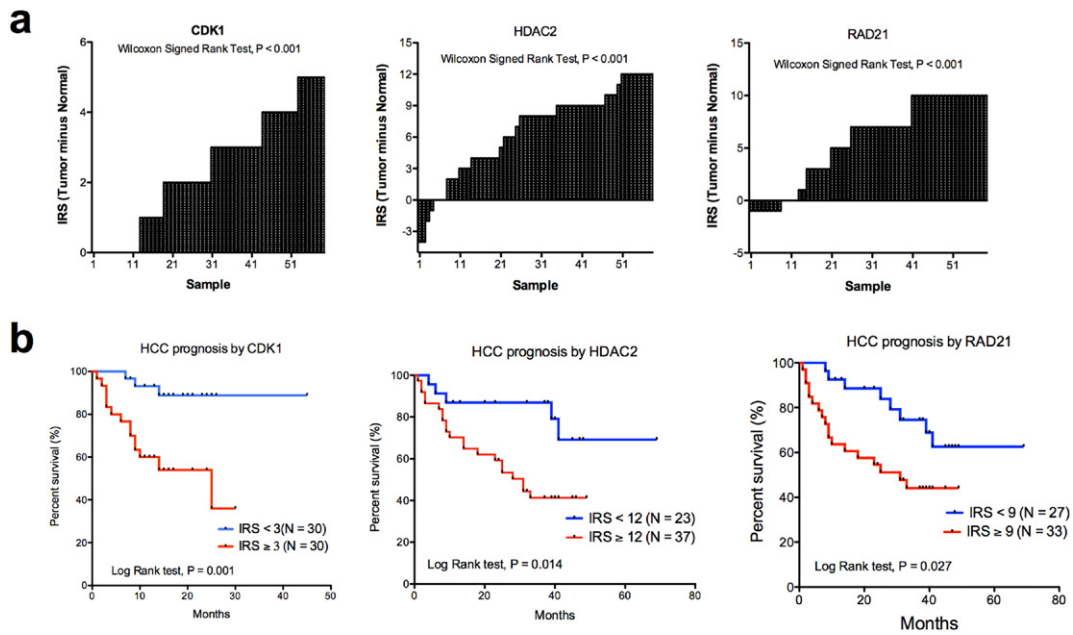 a
CDK1
Wilcoxon Signed Rank Test, P < 0.001
IRS (Tumor minus Normal)
6
4
2
0
1 11 21 31 41 51
Sample
HDAC2
Wilcoxon Signed Rank Test, P < 0.001
IRS (Tumor minus Normal)
15
12
9
6
3
0
-3
1 11 21 31 41 51
Sample
RAD21
Wilcoxon Signed Rank Test, P < 0.001
IRS (Tumor minus Normal)
15
10
5
0
-5
1 11 21 31 41 51
Sample
b
HCC prognosis by CDK1
Percent survival (%)
100
80
60
40
20
0
IRS < 3(N = 30)
IRS ≥ 3 (N = 30)
Log Rank test, P = 0.001
0 10 20 30 40 50
Months
HCC prognosis by HDAC2
Percent survival (%)
100
80
60
40
20
0
IRS < 12 (N = 23)
IRS ≥ 12 (N = 37)
Log Rank test, P = 0.014
0 20 40 60 80
Months
HCC prognosis by RAD21
Percent survival (%)
100
80
60
40
20
0
IRS < 9 (N = 27)
IRS ≥ 9 (N = 33)
Log Rank test, P = 0.027
0 20 40 60 80
Months